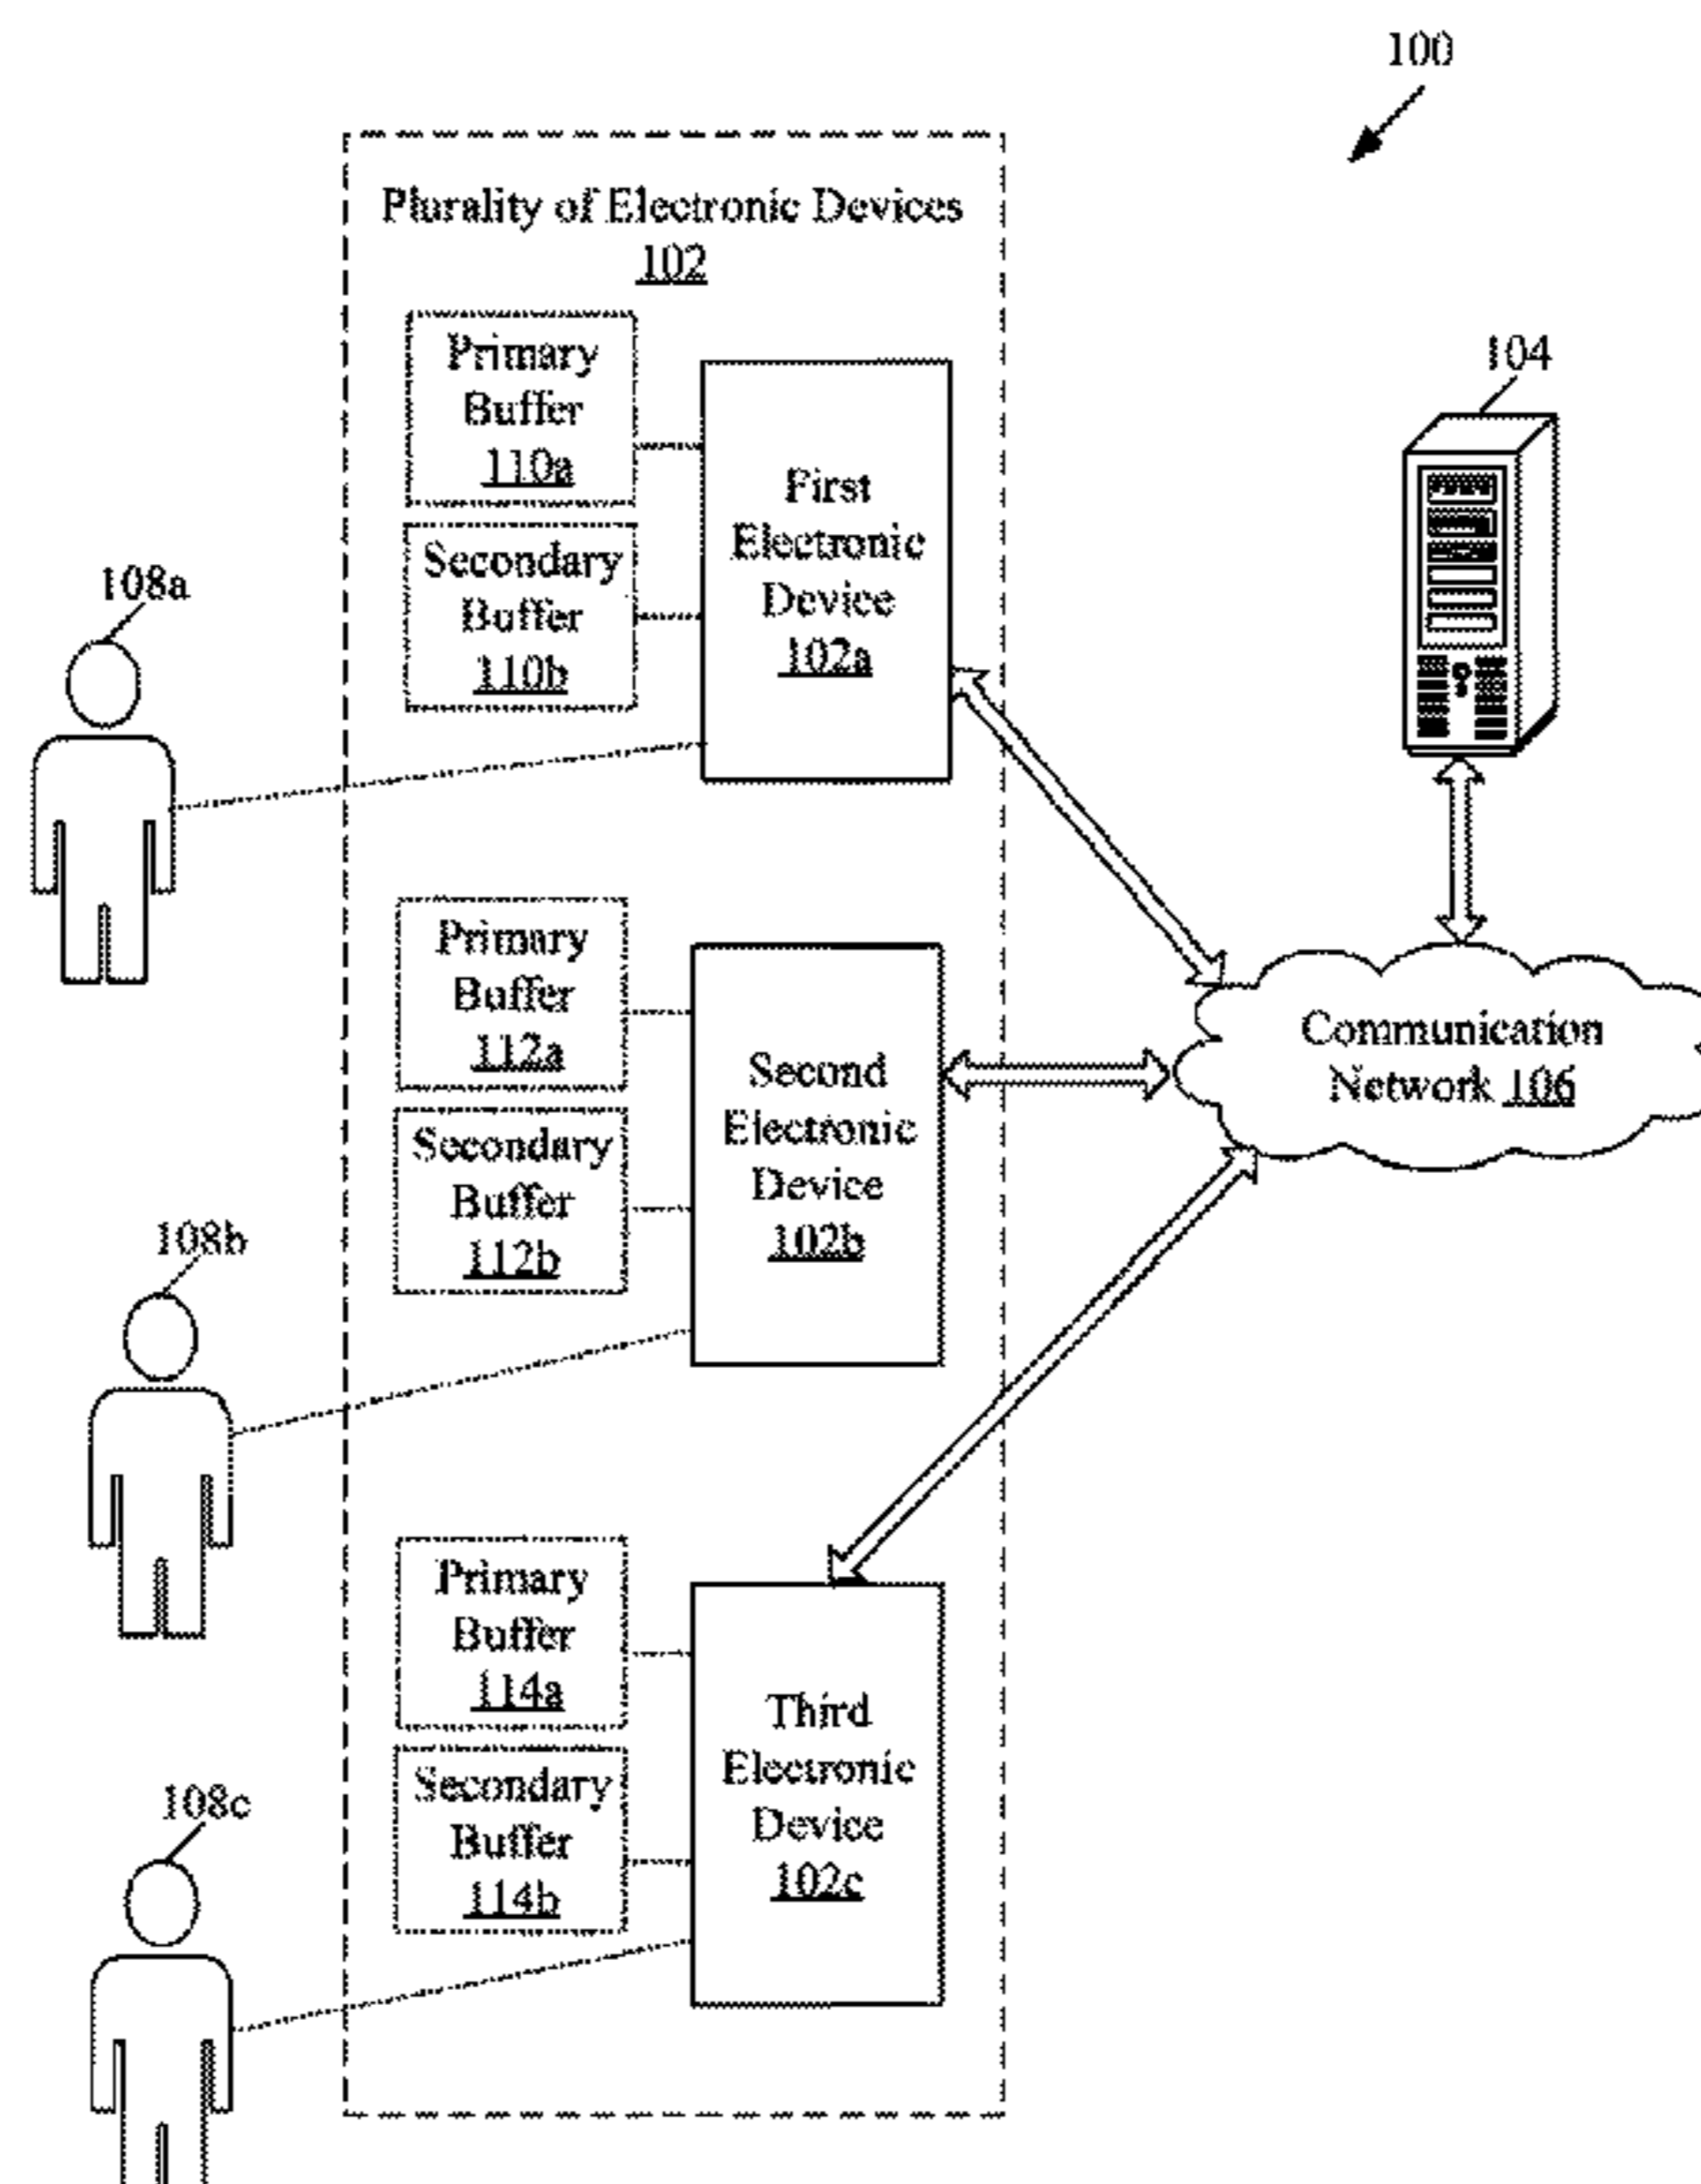 100
Plurality of Electronic Devices
102
Primary
Buffer
110a
Secondary
Buffer
110b
First
Electronic
Device
102a
104
108a
Primary
Buffer
112a
Secondary
Buffer
112b
Second
Electronic
Device
102b
Communication
Network 106
108b
Primary
Buffer
114a
Secondary
Buffer
114b
Third
Electronic
Device
102c
108c